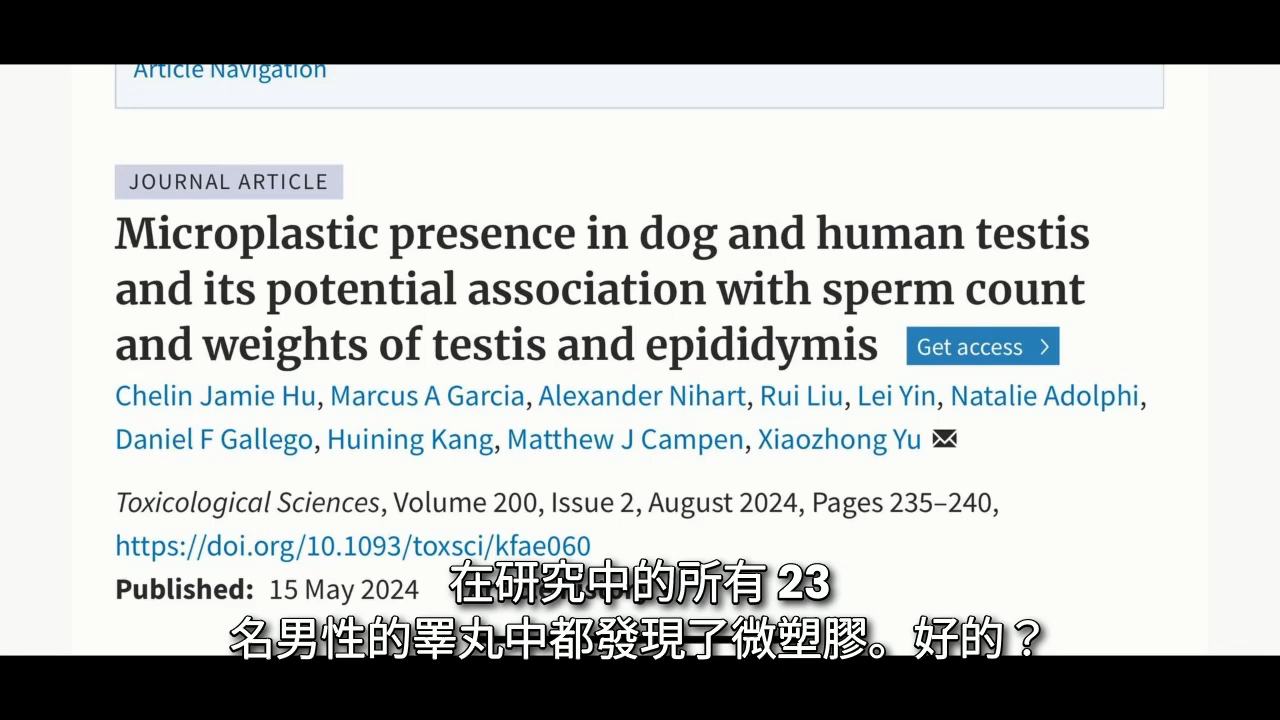 Article Navigation
JOURNAL ARTICLE
Microplastic presence in dog and human testis
and its potential association with sperm count
and weights of testis and epididymis Get access >
Chelin Jamie Hu, Marcus A Garcia, Alexander Nihart, Rui Liu, Lei Yin, Natalie Adolphi,
Daniel F Gallego, Huining Kang, Matthew J Campen, Xiaozhong Yu
Toxicological Sciences, Volume 200, Issue 2, August 2024, Pages 235–240,
https://doi.org/10.1093/toxsci/kfae060
Published: 15 May 2024
在研究中的所有 23
名男性的睪丸中都發現了微塑膠。好的？